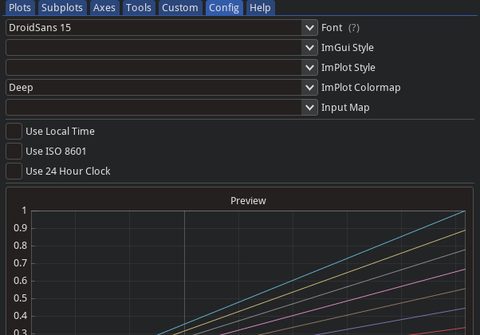 Plots Subplots Axes Tools Custom Config Help
DroidSans 15 Font (?)
ImGui Style
ImPlot Style
Deep ImPlot Colormap
Input Map
Use Local Time
Use ISO 8601
Use 24 Hour Clock
Preview
1
0.9
0.8
0.7
0.6
0.5
0.4
0.3